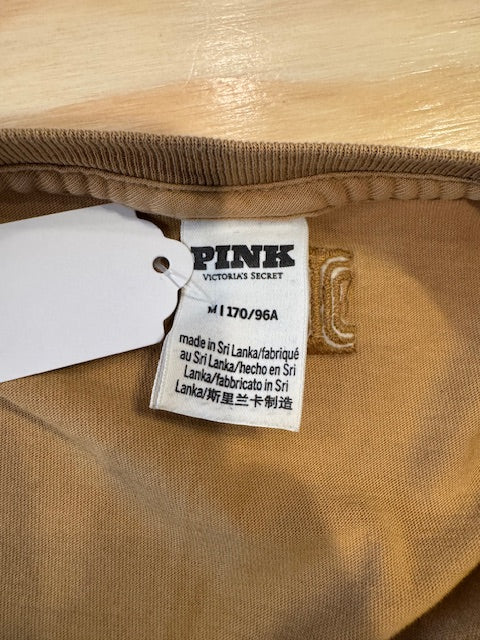 PINK
VICTORIA'S SECRET
M | 170/96A
made in Sri Lanka/fabriqué
au Sri Lanka/hecho en Sri
Lanka/fabbricato in Sri
Lanka/斯里兰卡制造